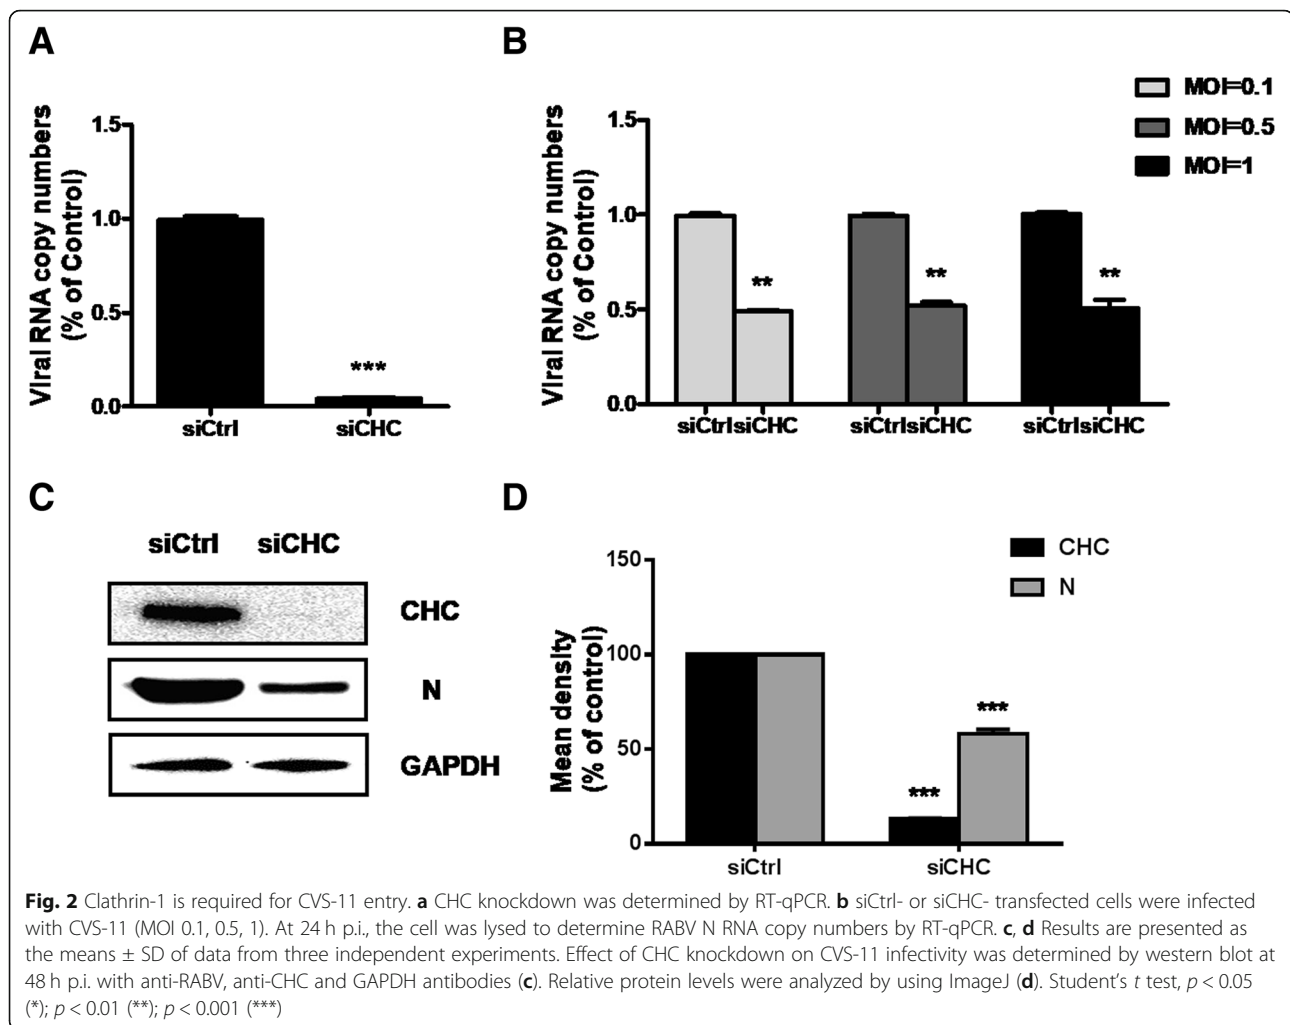 A
Viral RNA copy numbers
(% of Control)
1.5
1.0
0.5
0.0
***
siCtrl
siCHC
B
Viral RNA copy numbers
(% of Control)
1.5
1.0
0.5
0.0
**
**
**
siCtrlsiCHC
siCtrlsiCHC
siCtrlsiCHC
MOI=0.1
MOI=0.5
MOI=1
C
siCtrl siCHC
CHC
N
GAPDH
D
Mean density
(% of control)
150
100
50
0
***
***
siCtrl
siCHC
CHC
N
Fig. 2 Clathrin-1 is required for CVS-11 entry. a CHC knockdown was determined by RT-qPCR. b siCtrl- or siCHC- transfected cells were infected
with CVS-11 (MOI 0.1, 0.5, 1). At 24 h p.i., the cell was lysed to determine RABV N RNA copy numbers by RT-qPCR. c, d Results are presented as
the means ± SD of data from three independent experiments. Effect of CHC knockdown on CVS-11 infectivity was determined by western blot at
48 h p.i. with anti-RABV, anti-CHC and GAPDH antibodies (c). Relative protein levels were analyzed by using ImageJ (d). Student's t test, p < 0.05
(*); p < 0.01 (**); p < 0.001 (***)